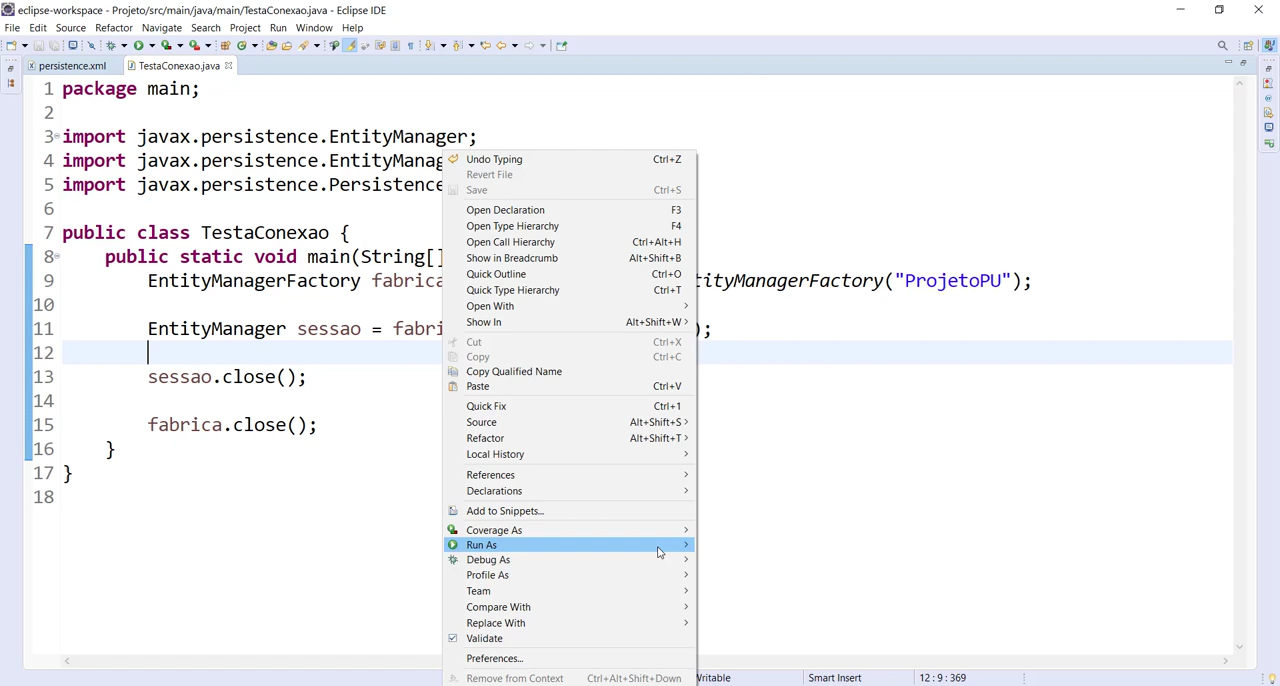 eclipse-workspace - Projeto/src/main/java/main/TestaConexao.java - Eclipse IDE
File Edit Source Refactor Navigate Search Project Run Window Help
persistence.xml TestaConexao.java
1 package main;
2
3 import javax.persistence.EntityManager;
4 import javax.persistence.EntityManag
5 import javax.persistence.Persistence
6
7 public class TestaConexao {
8 public static void main(String[]
9 EntityManagerFactory fabrica tityManagerFactory("ProjetoPU");
10
11 EntityManager sessao = fabri );
12
13 sessao.close();
14
15 fabrica.close();
16 }
17 }
18
Undo Typing Ctrl+Z
Revert File
Save Ctrl+S
Open Declaration F3
Open Type Hierarchy F4
Open Call Hierarchy Ctrl+Alt+H
Show in Breadcrumb Alt+Shift+B
Quick Outline Ctrl+O
Quick Type Hierarchy Ctrl+T
Open With
Show In Alt+Shift+W
Cut Ctrl+X
Copy Ctrl+C
Copy Qualified Name
Paste Ctrl+V
Quick Fix Ctrl+1
Source Alt+Shift+S
Refactor Alt+Shift+T
Local History
References
Declarations
Add to Snippets...
Coverage As
Run As
Debug As
Profile As
Team
Compare With
Replace With
Validate
Preferences...
Remove from Context Ctrl+Alt+Shift+Down
Writable Smart Insert 12 : 9 : 369